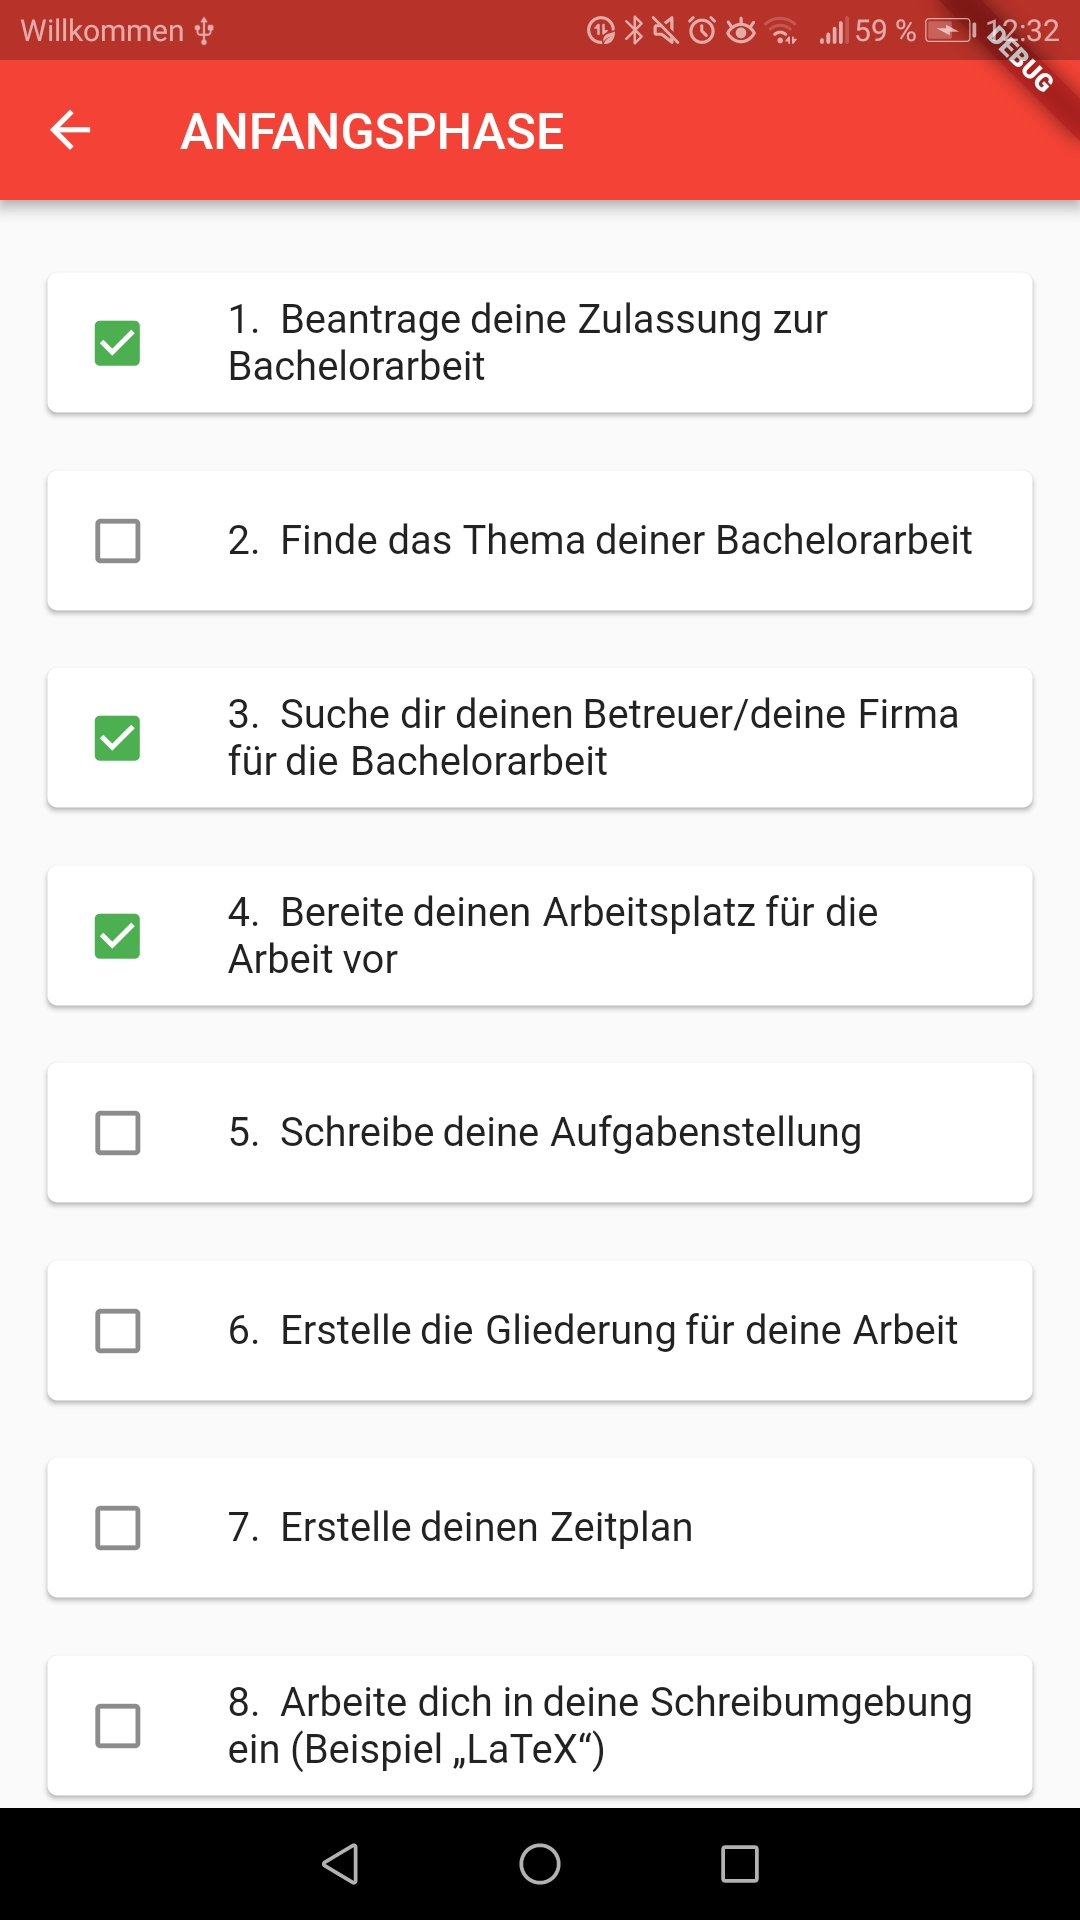 Willkommen 59 % 12:32
DEBUG
ANFANGSPHASE
1. Beantrage deine Zulassung zur
Bachelorarbeit
2. Finde das Thema deiner Bachelorarbeit
3. Suche dir deinen Betreuer/deine Firma
für die Bachelorarbeit
4. Bereite deinen Arbeitsplatz für die
Arbeit vor
5. Schreibe deine Aufgabenstellung
6. Erstelle die Gliederung für deine Arbeit
7. Erstelle deinen Zeitplan
8. Arbeite dich in deine Schreibumgebung
ein (Beispiel „LaTeX“)